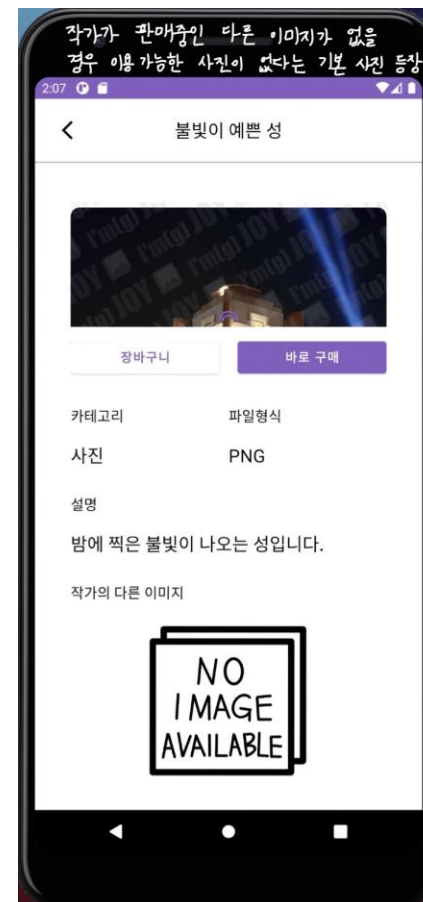 작가가 판매중인 다른 이미지가 없을
경우 이용 가능한 사진이 없다는 기본 사진 등장
2:07
불빛이 예쁜 성
I'm(g) JOY
장바구니
바로 구매
카테고리
파일형식
사진
PNG
설명
밤에 찍은 불빛이 나오는 성입니다.
작가의 다른 이미지
NO
IMAGE
AVAILABLE